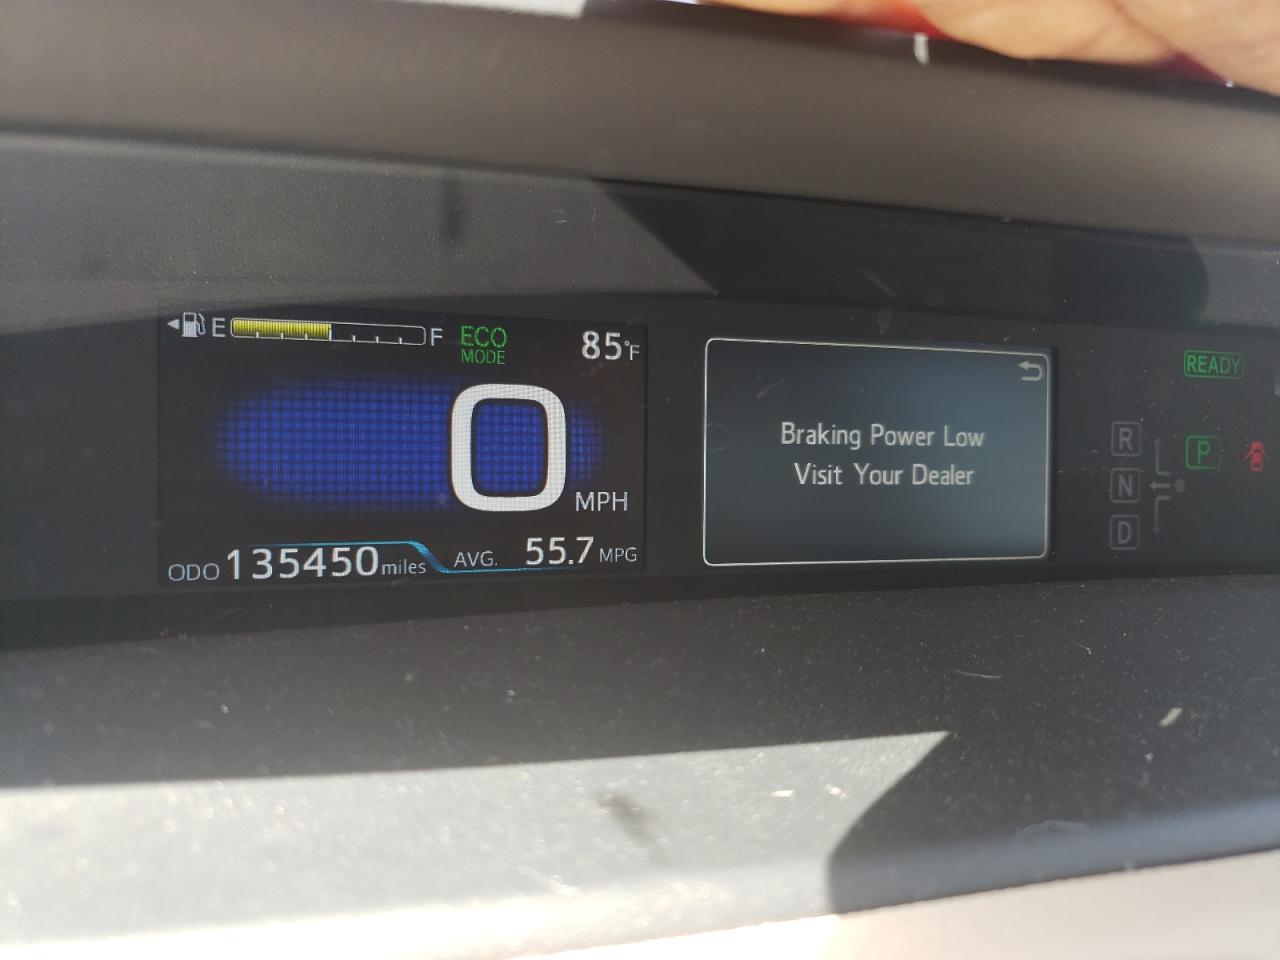 E F ECO MODE 85°F
0 MPH
ODO 135450 miles AVG. 55.7 MPG
Braking Power Low
Visit Your Dealer
READY
R
N
D
P